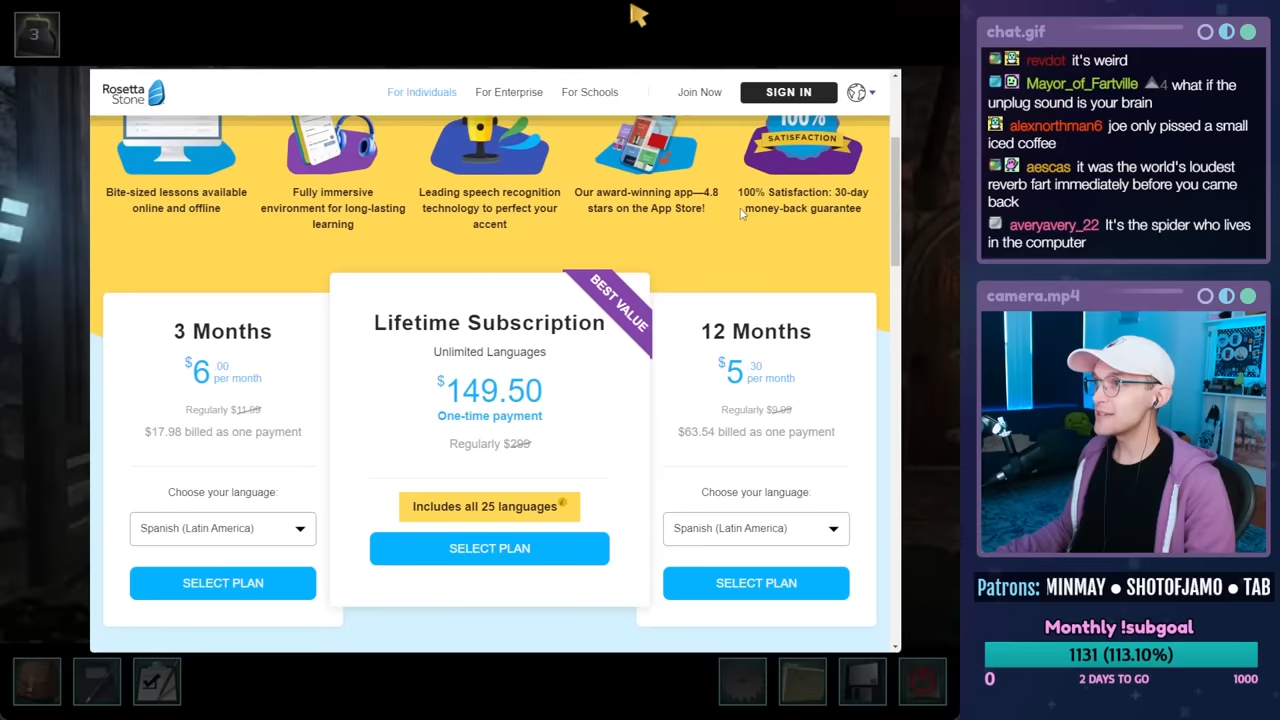 3
Rosetta
Stone
For Individuals
For Enterprise
For Schools
Join Now
SIGN IN
100%
SATISFACTION
Bite-sized lessons available
online and offline
Fully immersive
environment for long-lasting
learning
Leading speech recognition
technology to perfect your
accent
Our award-winning app—4.8
stars on the App Store!
100% Satisfaction: 30-day
money-back guarantee
3 Months
$6.00
per month
Regularly $11.99
$17.98 billed as one payment
Choose your language:
Spanish (Latin America)
SELECT PLAN
BEST VALUE
Lifetime Subscription
Unlimited Languages
$149.50
One-time payment
Regularly $299
Includes all 25 languages
SELECT PLAN
12 Months
$5.30
per month
Regularly $9.99
$63.54 billed as one payment
Choose your language:
Spanish (Latin America)
SELECT PLAN
chat.gif
revdot it's weird
Mayor_of_Fartville 4 what if the
unplug sound is your brain
alexnorthman6 joe only pissed a small
iced coffee
aescas it was the world's loudest
reverb fart immediately before you came
back
averyavery_22 It's the spider who lives
in the computer
camera.mp4
Patrons: MINMAY ● SHOTOFJAMO ● TAB
Monthly !subgoal
1131 (113.10%)
0
2 DAYS TO GO
1000